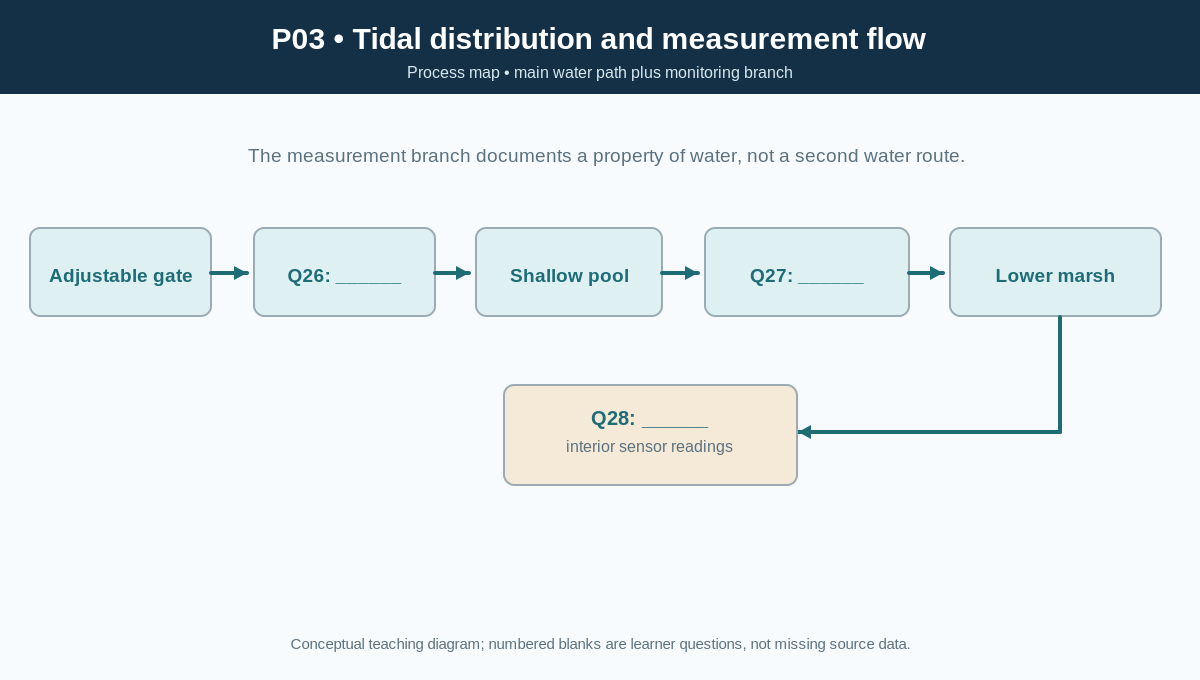 P03 • Tidal distribution and measurement flow
Process map • main water path plus monitoring branch
The measurement branch documents a property of water, not a second water route.
Adjustable gate
Q26: ______
Shallow pool
Q27: ______
Lower marsh
Q28: ______
interior sensor readings
Conceptual teaching diagram; numbered blanks are learner questions, not missing source data.